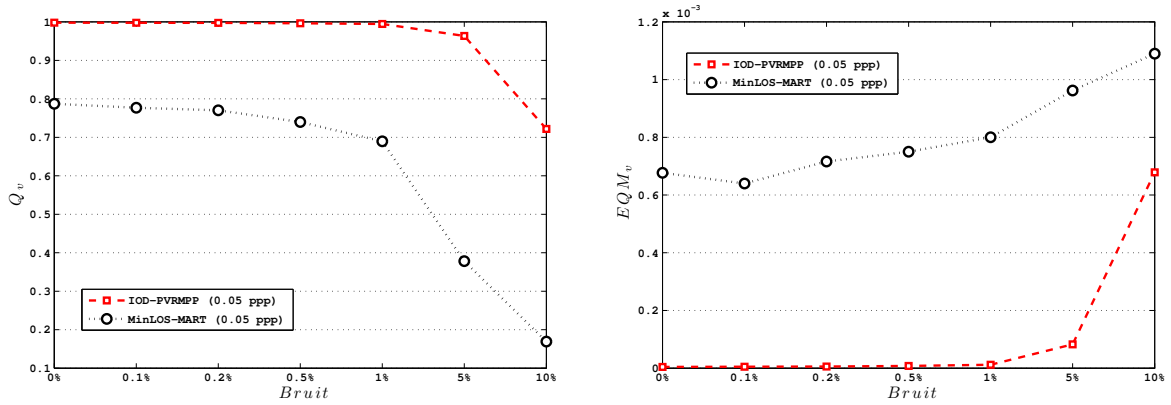 1
0.9
0.8
0.7
0.6
0.5
0.4
0.3
0.2
0.1
Q_v
IOD-PVRMPP (0.05 ppp)
MinLOS-MART (0.05 ppp)
0% 0.1% 0.2% 0.5% 1% 5% 10%
Bruit
x 10^-3
1.2
1
0.8
0.6
0.4
0.2
0
EQM_v
IOD-PVRMPP (0.05 ppp)
MinLOS-MART (0.05 ppp)
0% 0.1% 0.2% 0.5% 1% 5% 10%
Bruit